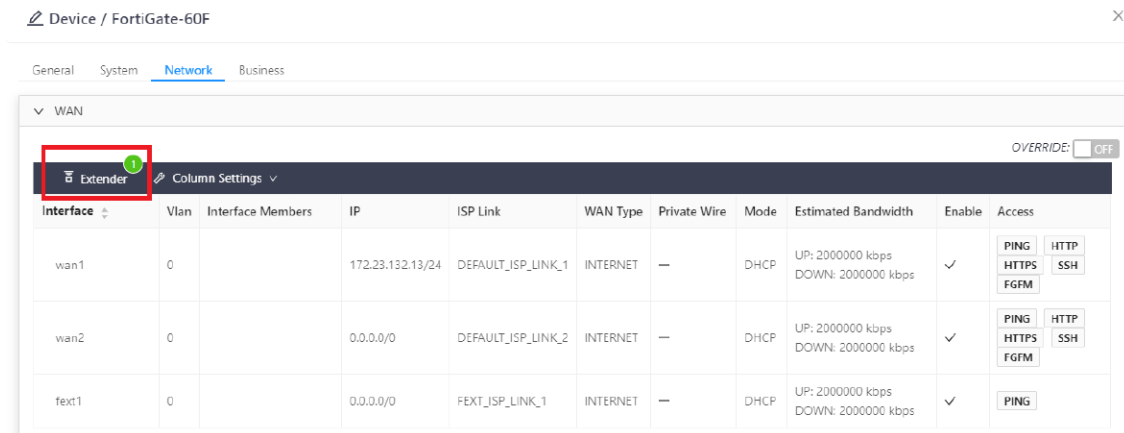 Device / FortiGate-60F
General System Network Business
WAN
OVERRIDE: OFF
Extender 1 Column Settings
Interface Vlan Interface Members IP ISP Link WAN Type Private Wire Mode Estimated Bandwidth Enable Access
wan1 0 172.23.132.13/24 DEFAULT_ISP_LINK_1 INTERNET — DHCP UP: 2000000 kbps DOWN: 2000000 kbps PING HTTP HTTPS SSH FGFM
wan2 0 0.0.0.0/0 DEFAULT_ISP_LINK_2 INTERNET — DHCP UP: 2000000 kbps DOWN: 2000000 kbps PING HTTP HTTPS SSH FGFM
fext1 0 0.0.0.0/0 FEXT_ISP_LINK_1 INTERNET — DHCP UP: 2000000 kbps DOWN: 2000000 kbps PING